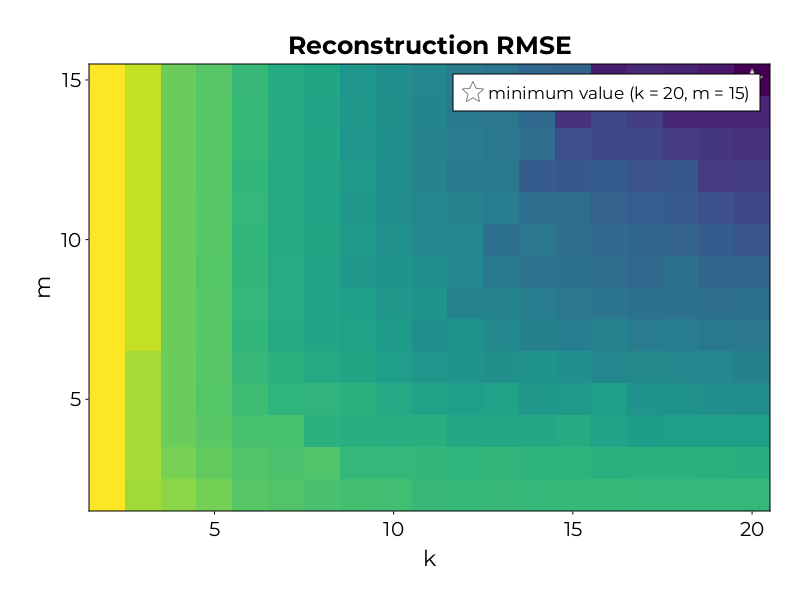 Reconstruction RMSE
minimum value (k = 20, m = 15)
15
10
5
m
5
10
15
20
k